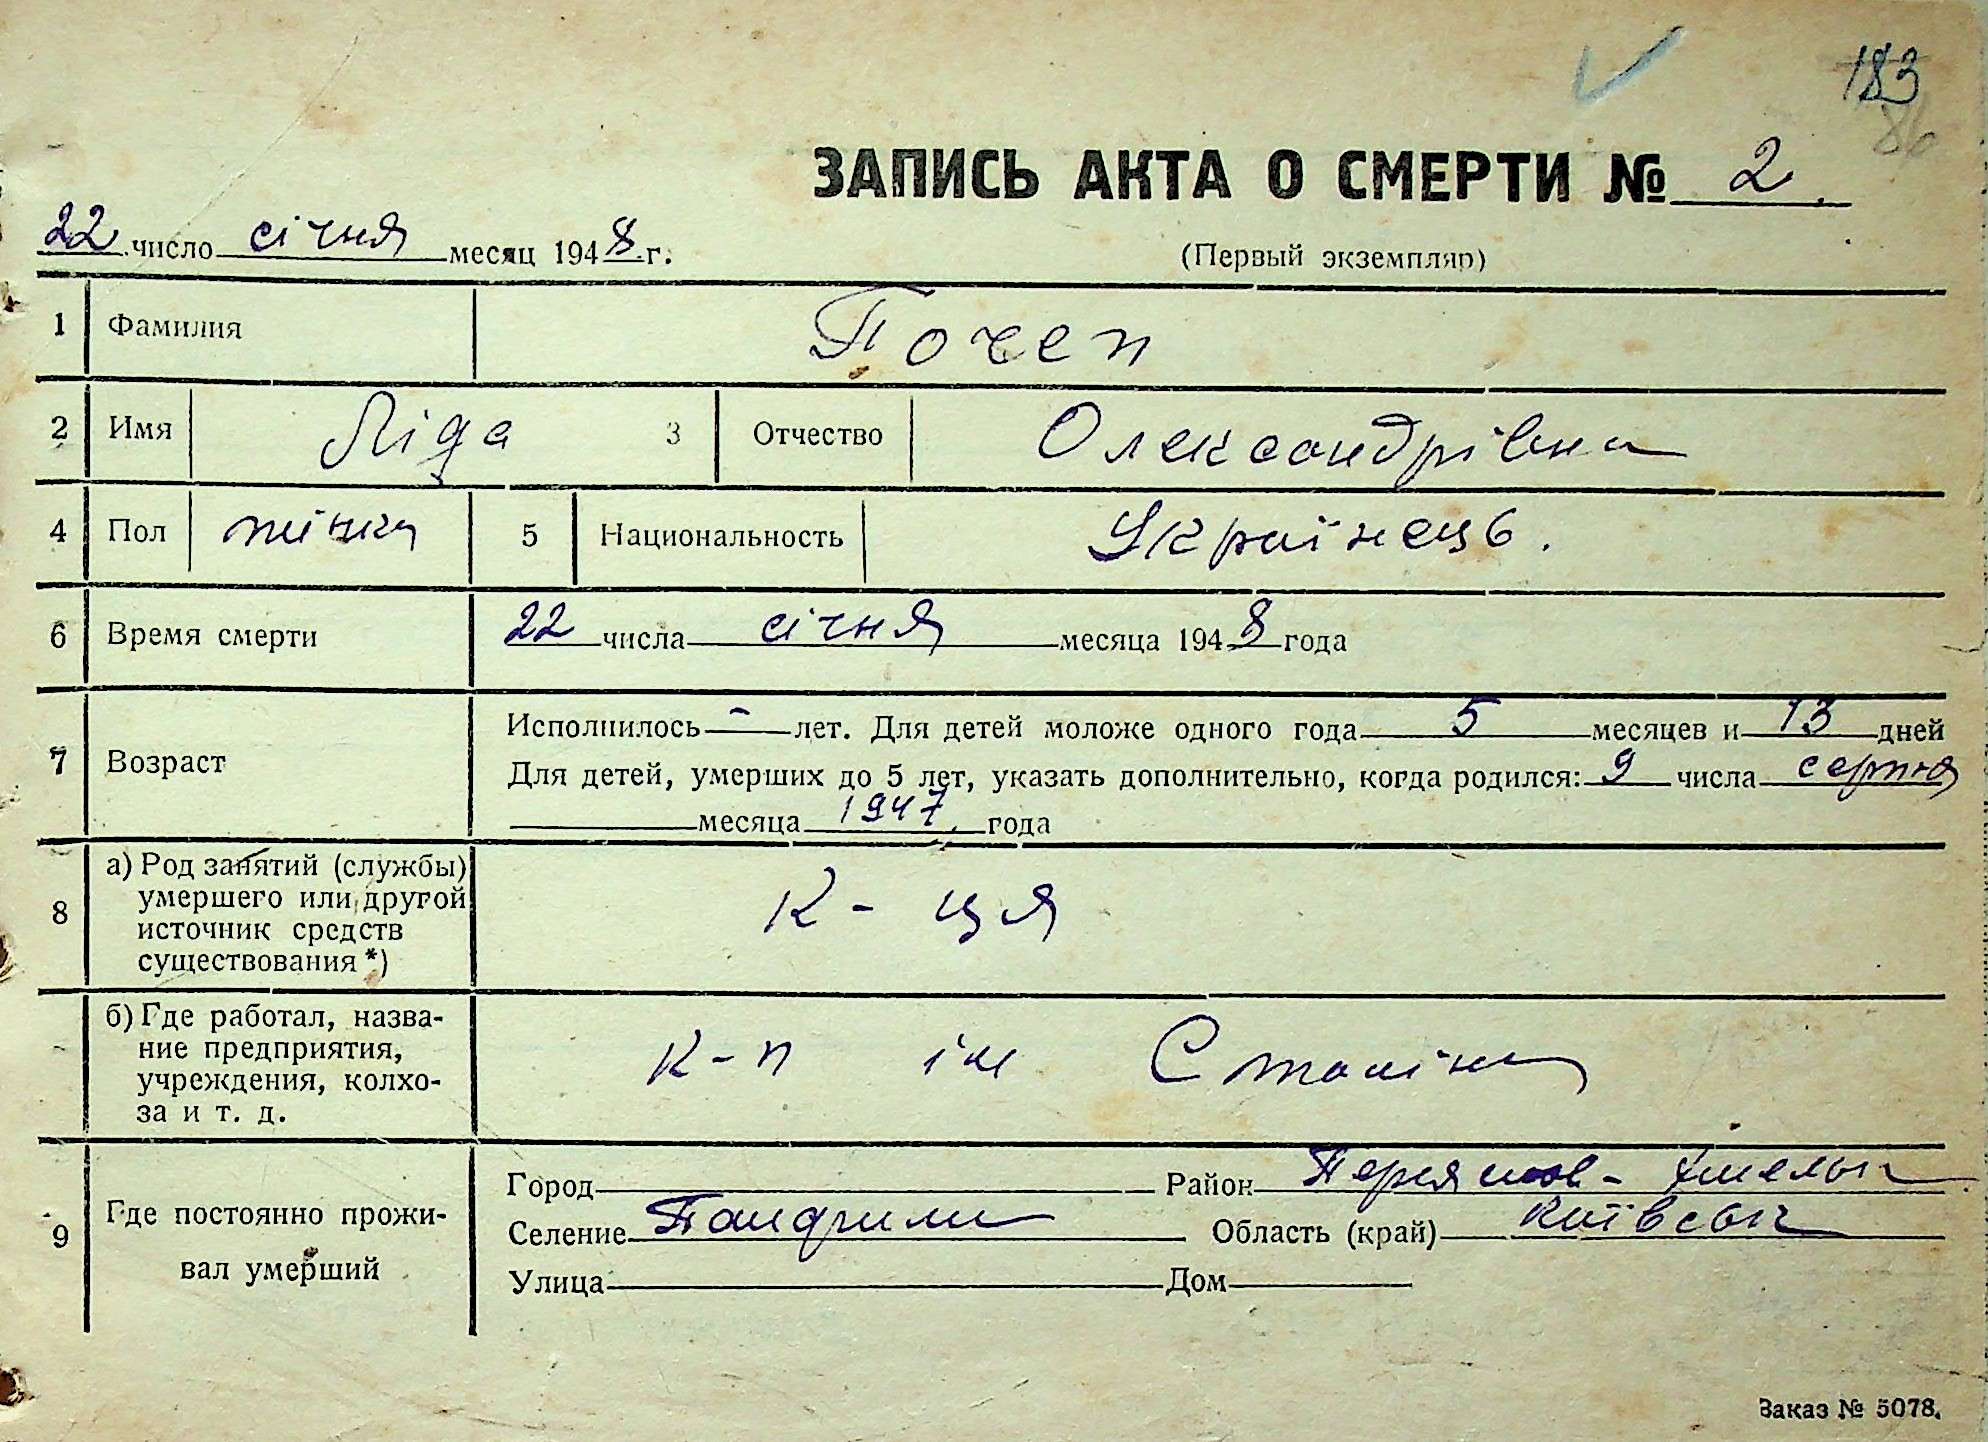 183
86
ЗАПИСЬ АКТА О СМЕРТИ № 2.
22 число січня месяц 1948 г.
(Первый экземпляр)
1 Фамилия Почеп
2 Имя Ліда 3 Отчество Олександрівна
4 Пол жінка 5 Национальность Українець.
6 Время смерти 22 числа січня месяца 1948 года
7 Возраст
Исполнилось - лет. Для детей моложе одного года 5 месяцев и 13 дней
Для детей, умерших до 5 лет, указать дополнительно, когда родился: 9 числа серпня
месяца 1947 года
8 а) Род занятий (службы)
умершего или другой
источник средств
существования *)
К-ця
б) Где работал, назва-
ние предприятия,
учреждения, колхо-
за и т. д.
к-п ім Сталіна
9 Где постоянно прожи-
вал умерший
Город Район Переяслов-Хмельн
Селение Область (край) Київськ
Улица Дом
Заказ № 5078.